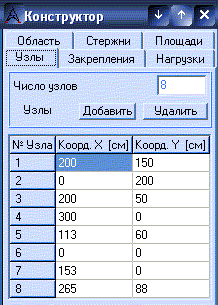 Конструктор
Область Стержни Площади
Узлы Закрепления Нагрузки
Число узлов 8
Узлы Добавить Удалить
№ Узла Коорд. X [см] Коорд. Y [см]
1 200 150
2 0 200
3 200 50
4 300 0
5 113 60
6 0 0
7 153 0
8 265 88